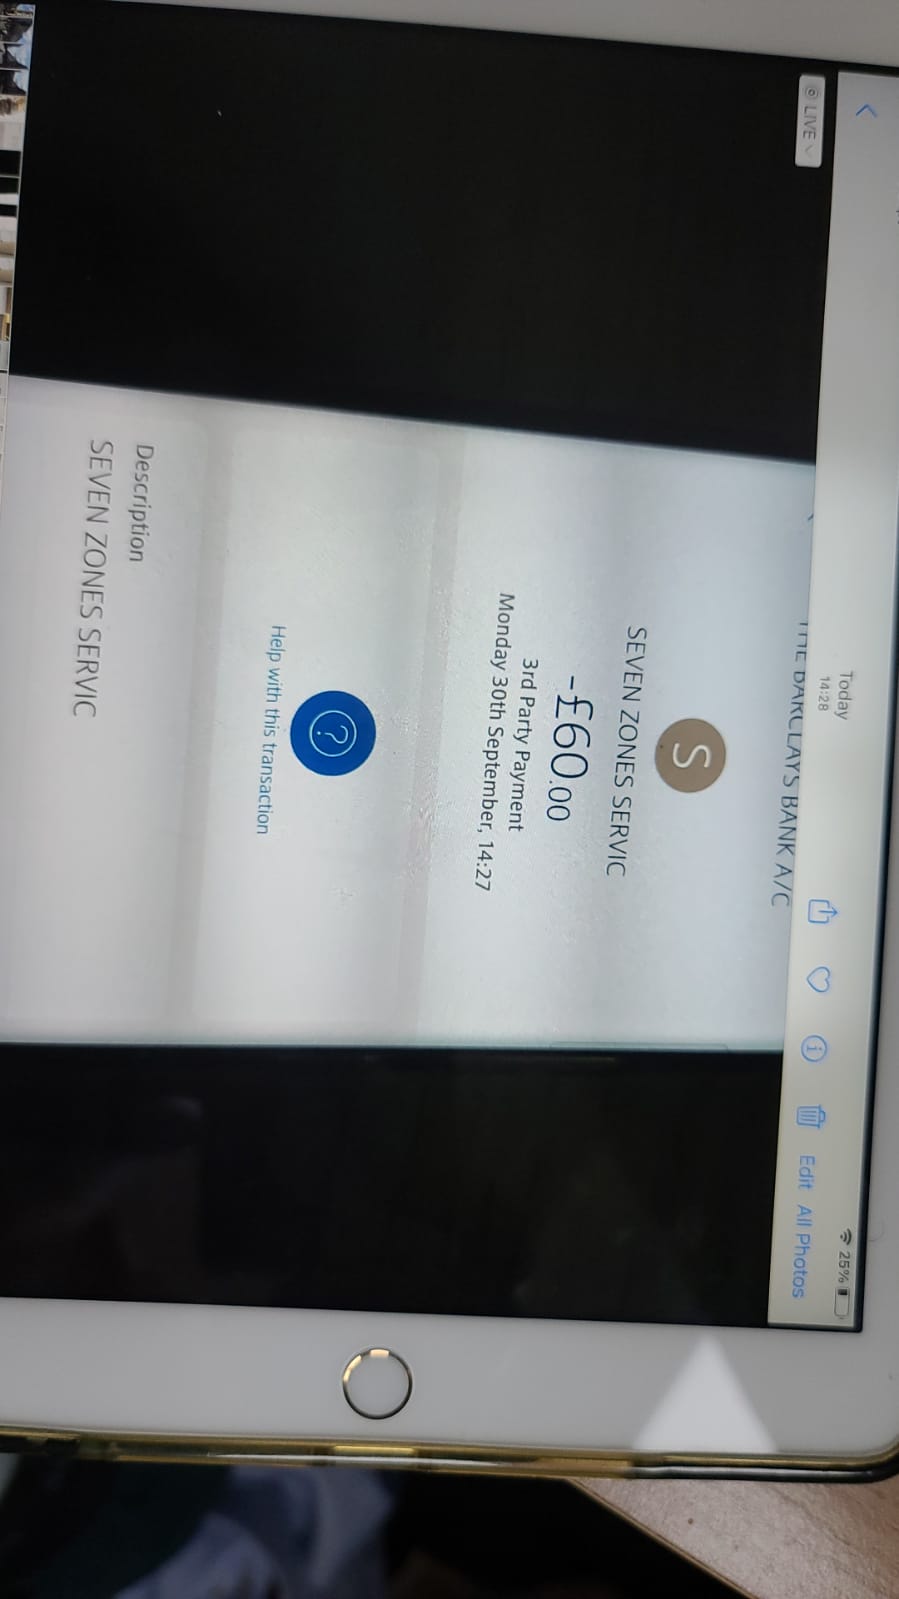 Today
14:28
25%
Edit All Photos
LIVE
THE BARCLAYS BANK A/C
S
SEVEN ZONES SERVIC
-£60.00
3rd Party Payment
Monday 30th September, 14:27
?
Help with this transaction
Description
SEVEN ZONES SERVIC